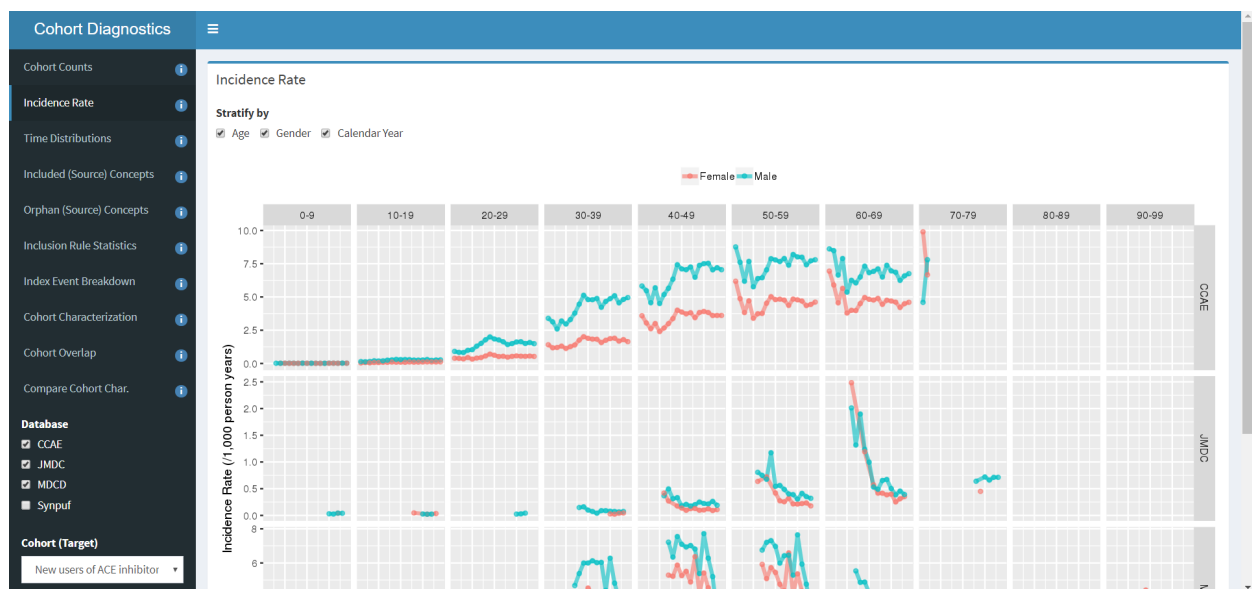 Cohort Diagnostics
Cohort Counts
Incidence Rate
Time Distributions
Included (Source) Concepts
Orphan (Source) Concepts
Inclusion Rule Statistics
Index Event Breakdown
Cohort Characterization
Cohort Overlap
Compare Cohort Char.
Database
CCAE
JMDC
MDCD
Synpuf
Cohort (Target)
New users of ACE inhibitor
Incidence Rate
Stratify by
Age Gender Calendar Year
Female Male
0-9 10-19 20-29 30-39 40-49 50-59 60-69 70-79 80-89 90-99
Incidence Rate (/1,000 person years)
10.0
7.5
5.0
2.5
0.0
CCAE
2.5
2.0
1.5
1.0
0.5
0.0
JMDC
8
6